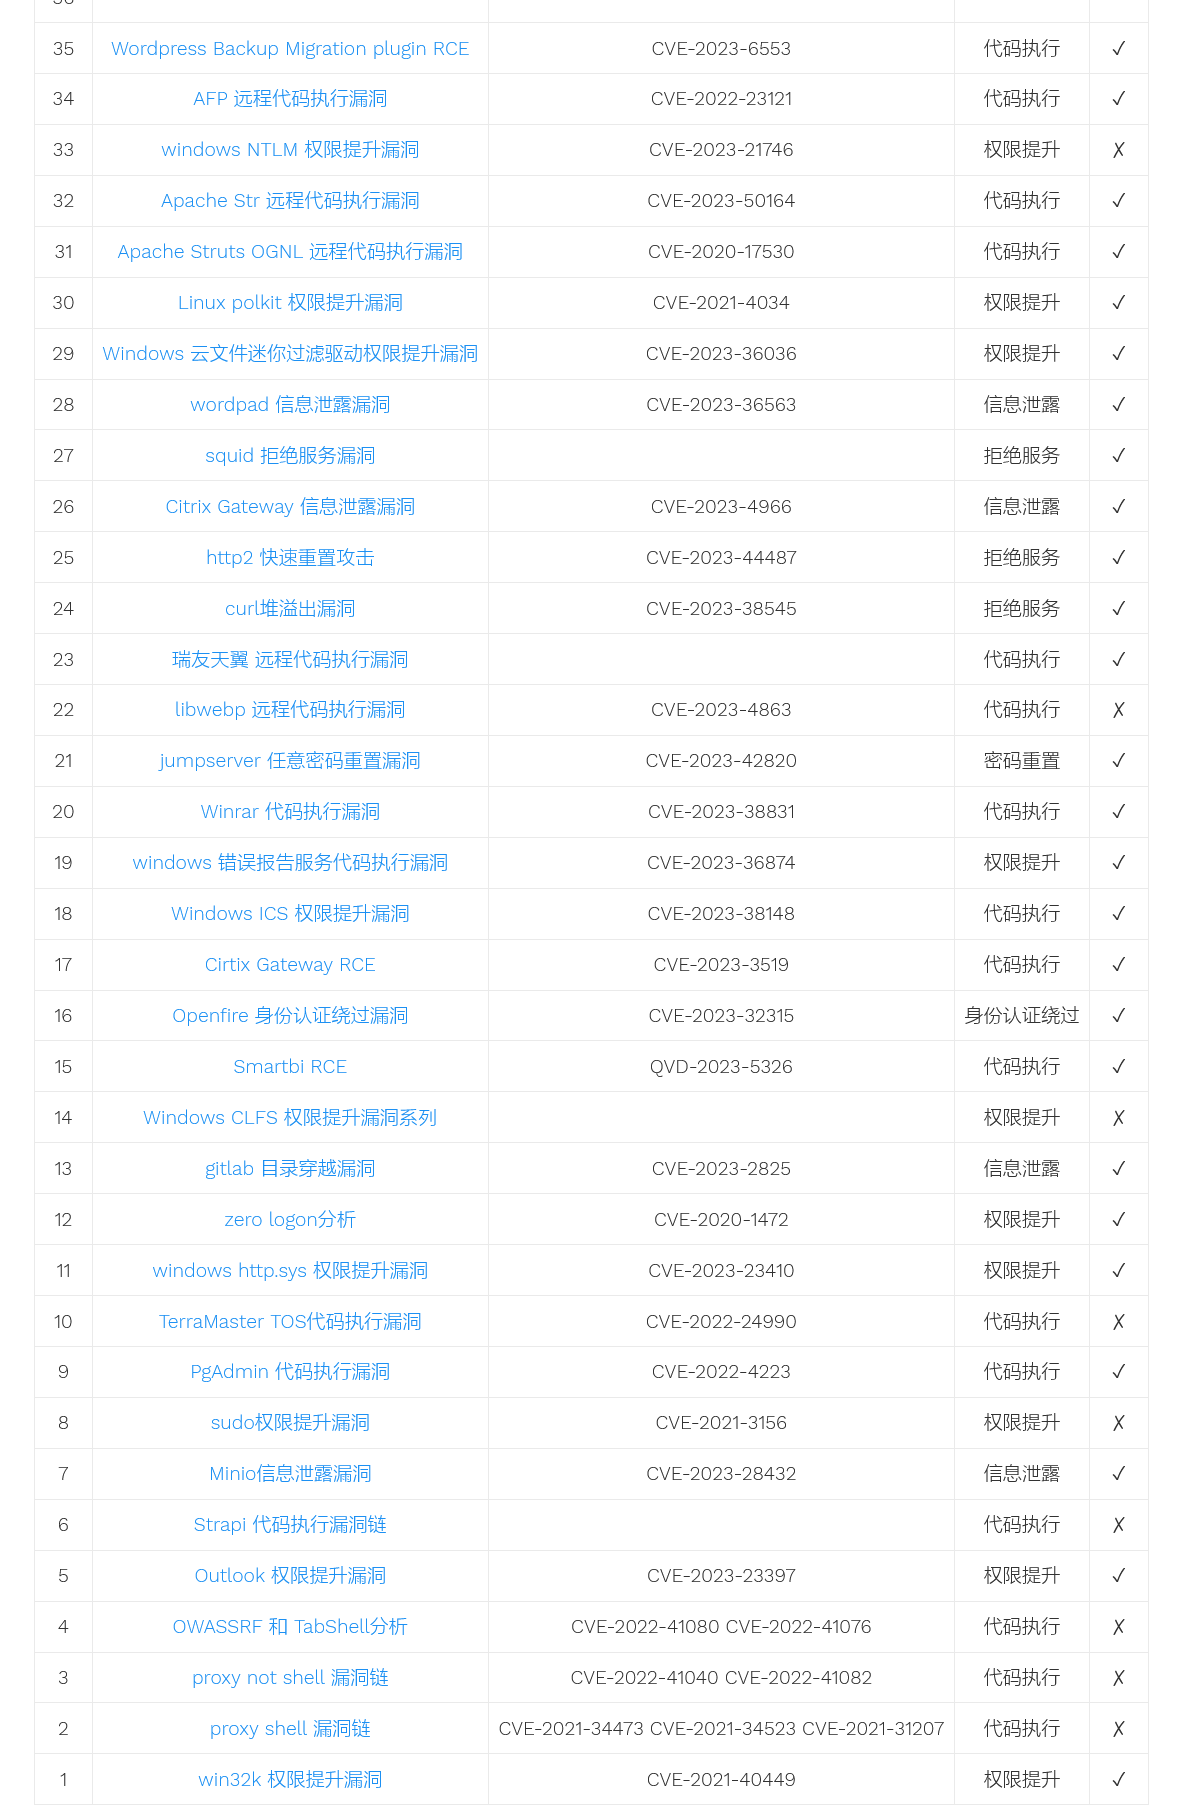 35 Wordpress Backup Migration plugin RCE CVE-2023-6553 代码执行 ✓
34 AFP 远程代码执行漏洞 CVE-2022-23121 代码执行 ✓
33 windows NTLM 权限提升漏洞 CVE-2023-21746 权限提升 ✗
32 Apache Str 远程代码执行漏洞 CVE-2023-50164 代码执行 ✓
31 Apache Struts OGNL 远程代码执行漏洞 CVE-2020-17530 代码执行 ✓
30 Linux polkit 权限提升漏洞 CVE-2021-4034 权限提升 ✓
29 Windows 云文件迷你过滤驱动权限提升漏洞 CVE-2023-36036 权限提升 ✓
28 wordpad 信息泄露漏洞 CVE-2023-36563 信息泄露 ✓
27 squid 拒绝服务漏洞 拒绝服务 ✓
26 Citrix Gateway 信息泄露漏洞 CVE-2023-4966 信息泄露 ✓
25 http2 快速重置攻击 CVE-2023-44487 拒绝服务 ✓
24 curl堆溢出漏洞 CVE-2023-38545 拒绝服务 ✓
23 瑞友天翼 远程代码执行漏洞 代码执行 ✓
22 libwebp 远程代码执行漏洞 CVE-2023-4863 代码执行 ✗
21 jumpserver 任意密码重置漏洞 CVE-2023-42820 密码重置 ✓
20 Winrar 代码执行漏洞 CVE-2023-38831 代码执行 ✓
19 windows 错误报告服务代码执行漏洞 CVE-2023-36874 权限提升 ✓
18 Windows ICS 权限提升漏洞 CVE-2023-38148 代码执行 ✓
17 Cirtix Gateway RCE CVE-2023-3519 代码执行 ✓
16 Openfire 身份认证绕过漏洞 CVE-2023-32315 身份认证绕过 ✓
15 Smartbi RCE QVD-2023-5326 代码执行 ✓
14 Windows CLFS 权限提升漏洞系列 权限提升 ✗
13 gitlab 目录穿越漏洞 CVE-2023-2825 信息泄露 ✓
12 zero logon分析 CVE-2020-1472 权限提升 ✓
11 windows http.sys 权限提升漏洞 CVE-2023-23410 权限提升 ✓
10 TerraMaster TOS代码执行漏洞 CVE-2022-24990 代码执行 ✗
9 PgAdmin 代码执行漏洞 CVE-2022-4223 代码执行 ✓
8 sudo权限提升漏洞 CVE-2021-3156 权限提升 ✗
7 Minio信息泄露漏洞 CVE-2023-28432 信息泄露 ✓
6 Strapi 代码执行漏洞链 代码执行 ✗
5 Outlook 权限提升漏洞 CVE-2023-23397 权限提升 ✓
4 OWASSRF 和 TabShell分析 CVE-2022-41080 CVE-2022-41076 代码执行 ✗
3 proxy not shell 漏洞链 CVE-2022-41040 CVE-2022-41082 代码执行 ✗
2 proxy shell 漏洞链 CVE-2021-34473 CVE-2021-34523 CVE-2021-31207 代码执行 ✗
1 win32k 权限提升漏洞 CVE-2021-40449 权限提升 ✓